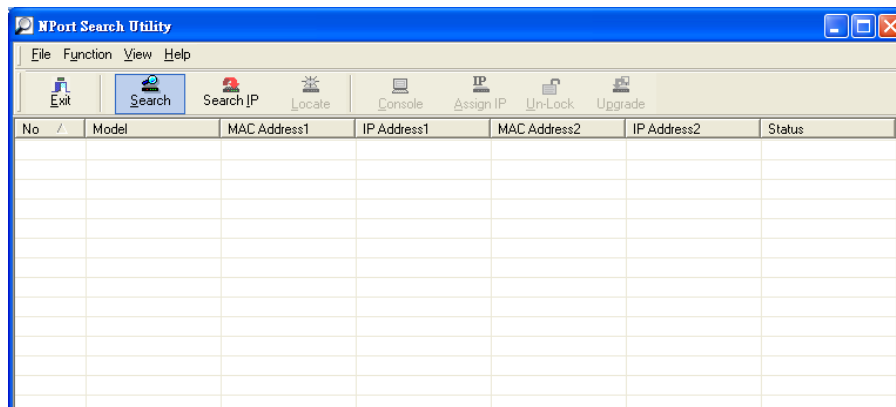 NPort Search Utility
File Function View Help
Exit Search Search IP Locate Console Assign IP Un-Lock Upgrade
No Model MAC Address1 IP Address1 MAC Address2 IP Address2 Status